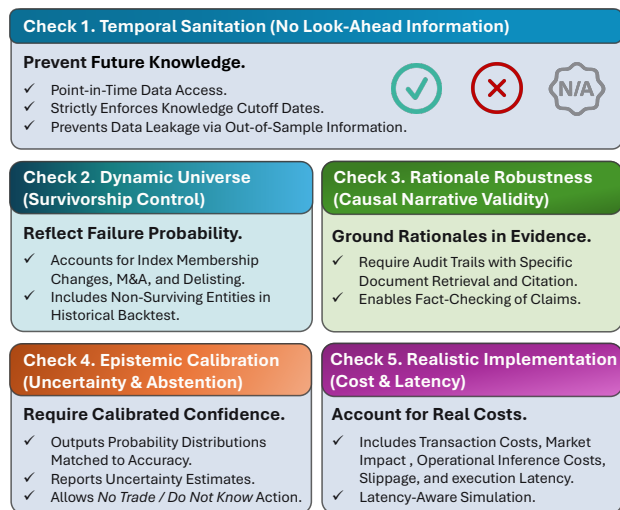 Check 1. Temporal Sanitation (No Look-Ahead Information)
Prevent Future Knowledge.
✓ Point-in-Time Data Access.
✓ Strictly Enforces Knowledge Cutoff Dates.
✓ Prevents Data Leakage via Out-of-Sample Information.
N/A
Check 2. Dynamic Universe
(Survivorship Control)
Reflect Failure Probability.
✓ Accounts for Index Membership
Changes, M&A, and Delisting.
✓ Includes Non-Surviving Entities in
Historical Backtest.
Check 3. Rationale Robustness
(Causal Narrative Validity)
Ground Rationales in Evidence.
✓ Require Audit Trails with Specific
Document Retrieval and Citation.
✓ Enables Fact-Checking of Claims.
Check 4. Epistemic Calibration
(Uncertainty & Abstention)
Require Calibrated Confidence.
✓ Outputs Probability Distributions
Matched to Accuracy.
✓ Reports Uncertainty Estimates.
✓ Allows No Trade / Do Not Know Action.
Check 5. Realistic Implementation
(Cost & Latency)
Account for Real Costs.
✓ Includes Transaction Costs, Market
Impact , Operational Inference Costs,
Slippage, and execution Latency.
✓ Latency-Aware Simulation.